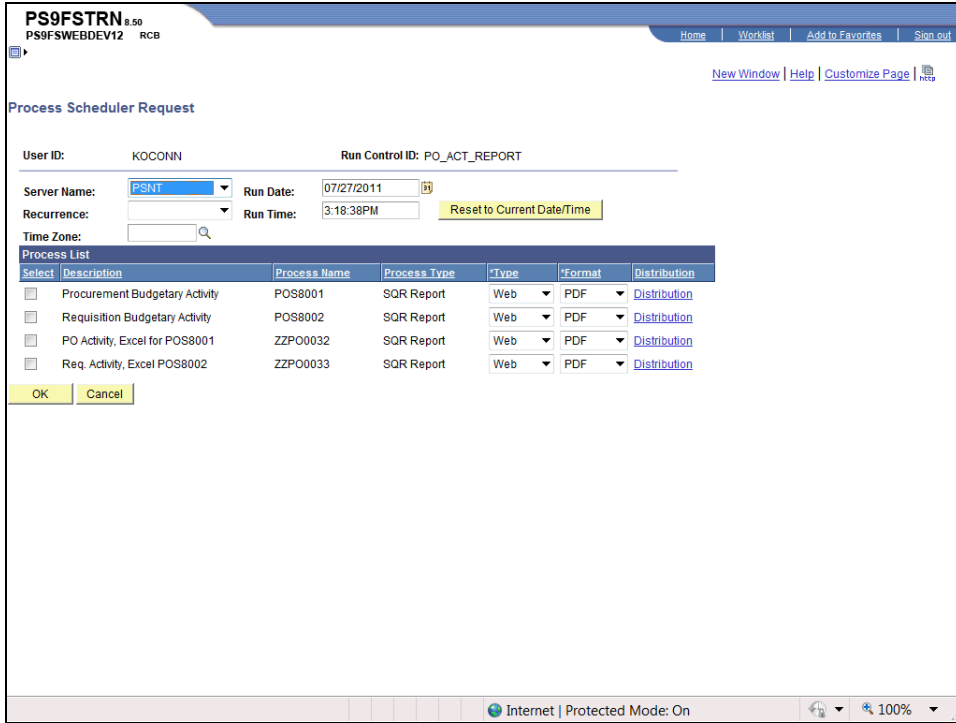 PS9FSTRN 8.50
PS9FSWEBDEV12 RCB
Home | Worklist | Add to Favorites | Sign out
New Window | Help | Customize Page | http
Process Scheduler Request
User ID: KOCONN Run Control ID: PO_ACT_REPORT
Server Name: PSNT Run Date: 07/27/2011 31
Recurrence: Run Time: 3:18:38PM Reset to Current Date/Time
Time Zone:
Process List
Select Description Process Name Process Type *Type *Format Distribution
Procurement Budgetary Activity POS8001 SQR Report Web PDF Distribution
Requisition Budgetary Activity POS8002 SQR Report Web PDF Distribution
PO Activity, Excel for POS8001 ZZPO0032 SQR Report Web PDF Distribution
Req. Activity, Excel POS8002 ZZPO0033 SQR Report Web PDF Distribution
OK Cancel
Internet | Protected Mode: On 100%